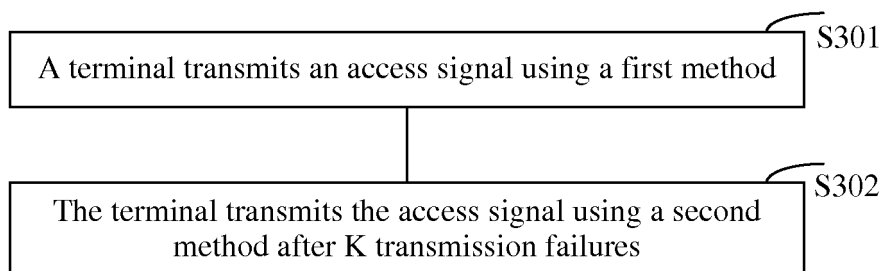 S301
A terminal transmits an access signal using a first method
S302
The terminal transmits the access signal using a second
method after K transmission failures